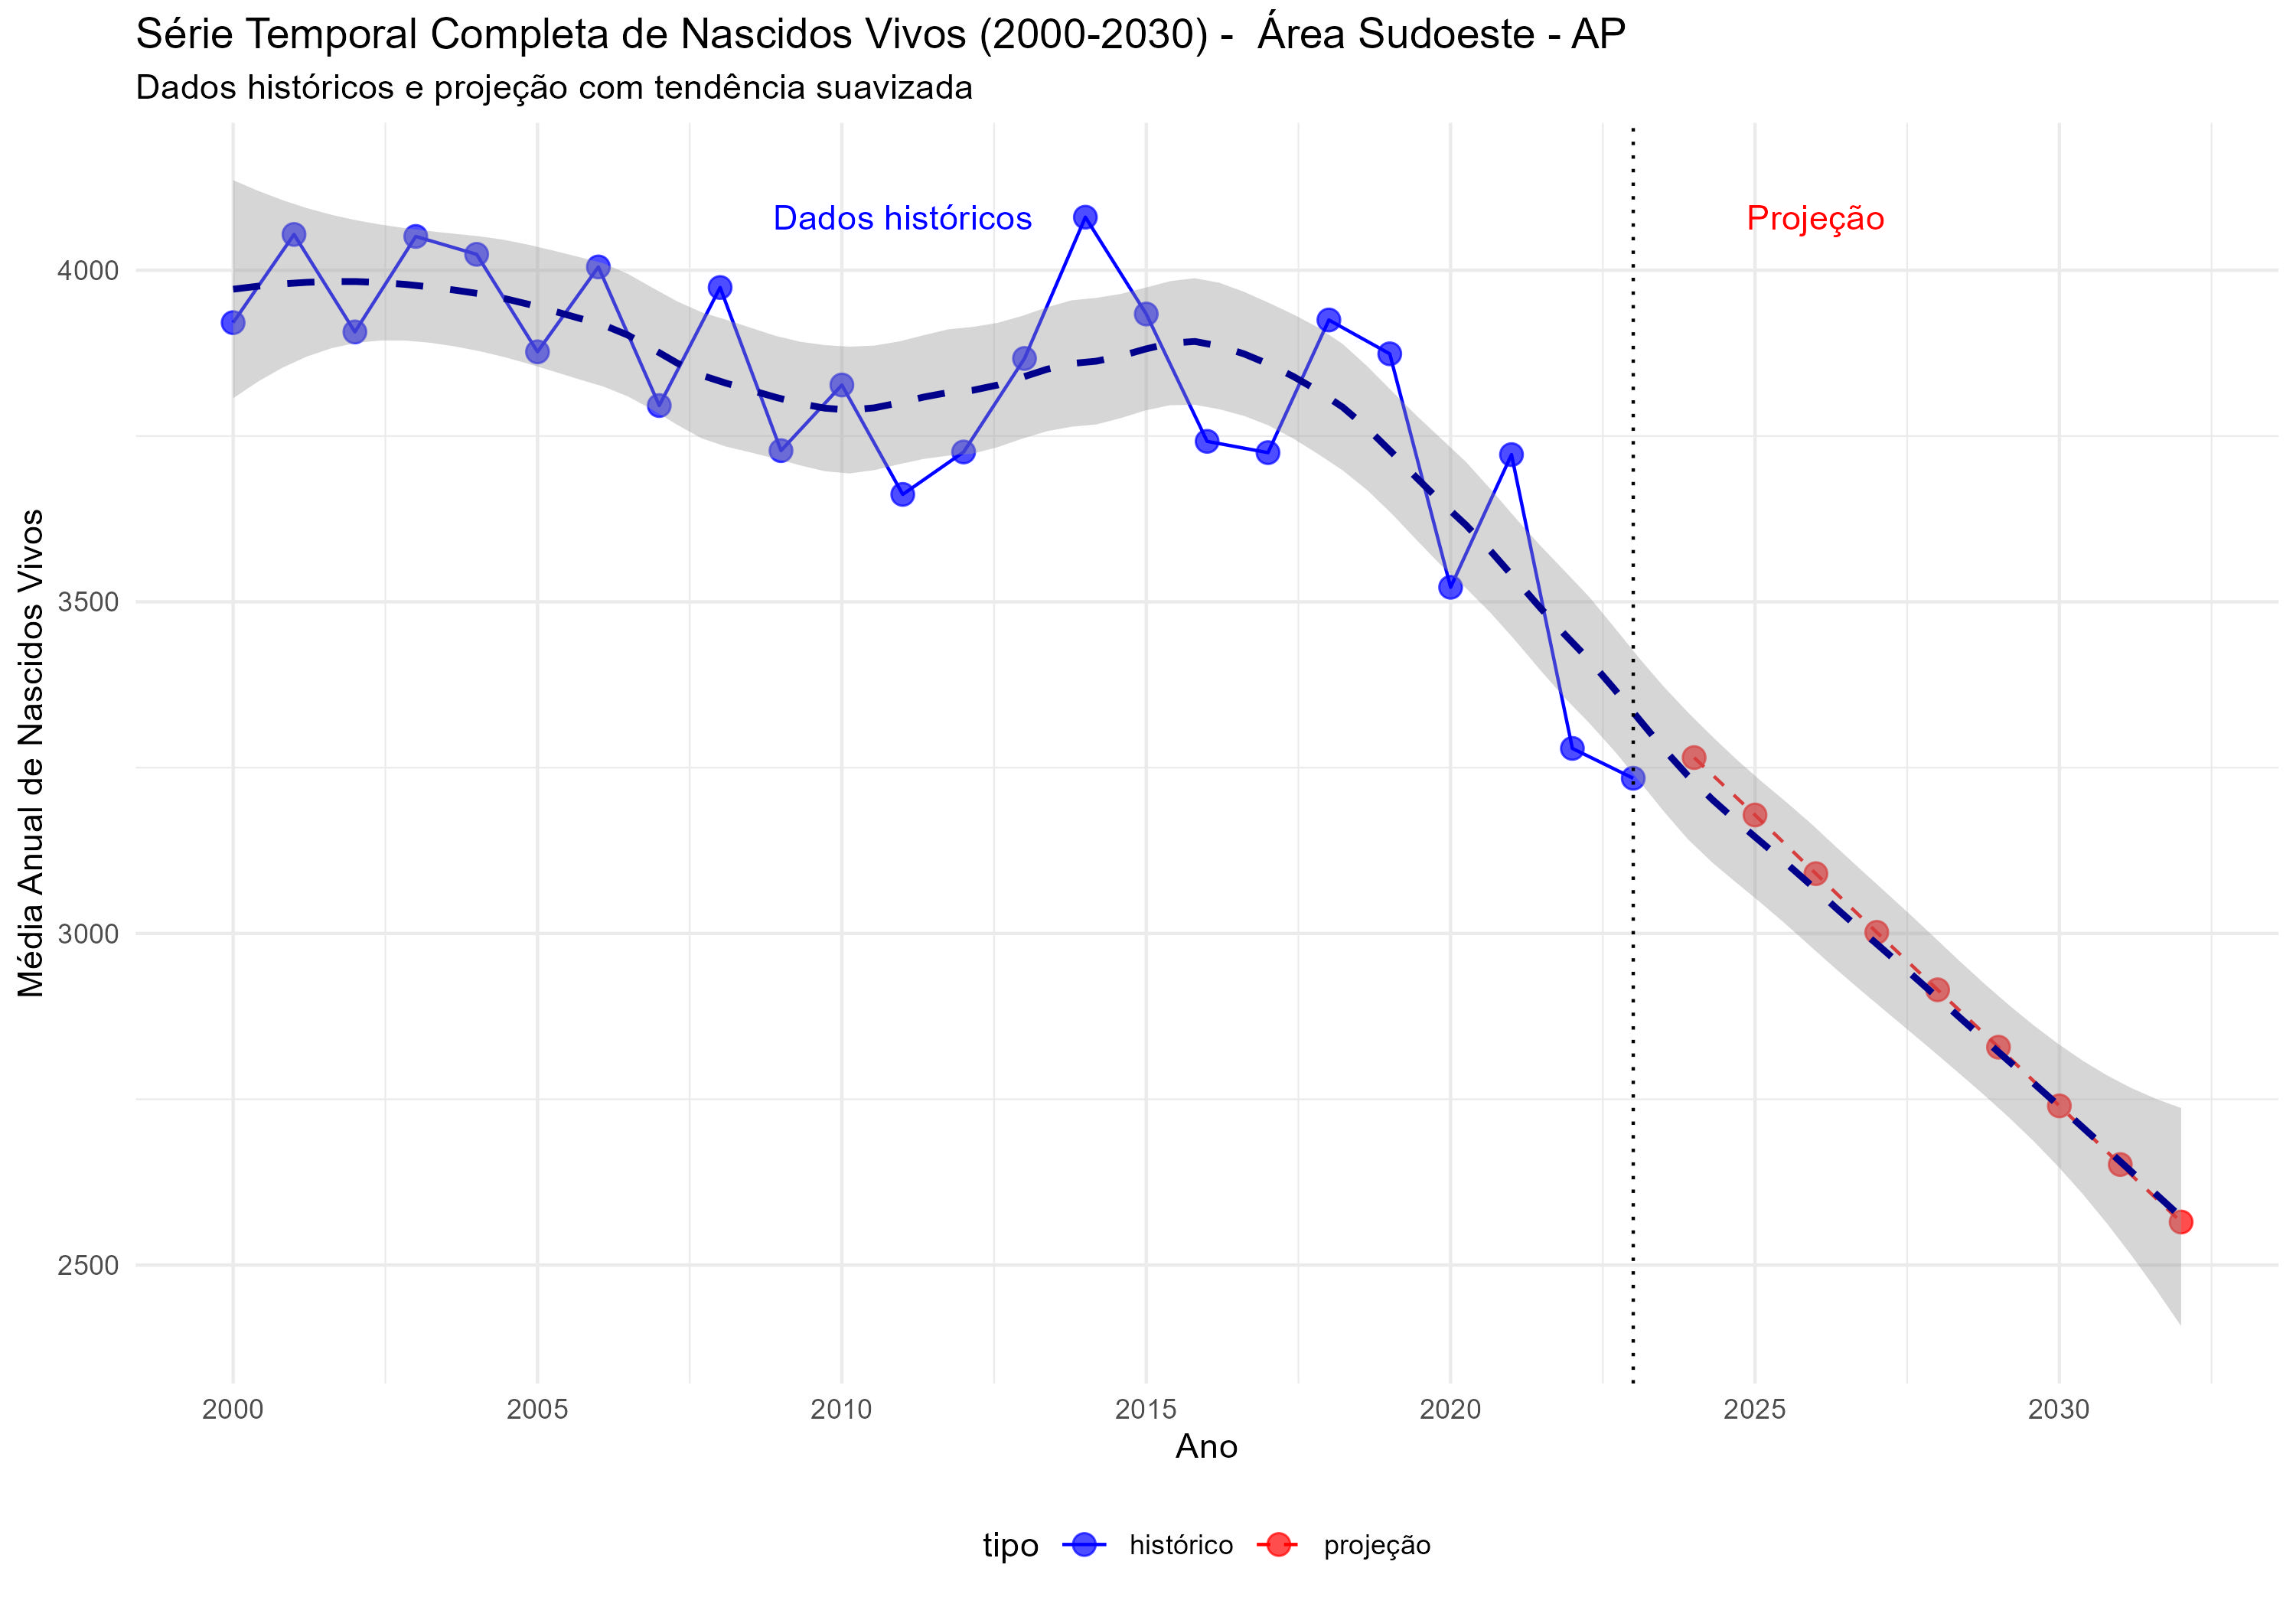 Série Temporal Completa de Nascidos Vivos (2000-2030) -  Área Sudoeste - AP
Dados históricos e projeção com tendência suavizada
Dados históricos
Projeção
Média Anual de Nascidos Vivos
4000
3500
3000
2500
2000 2005 2010 2015 2020 2025 2030
Ano
tipo histórico projeção